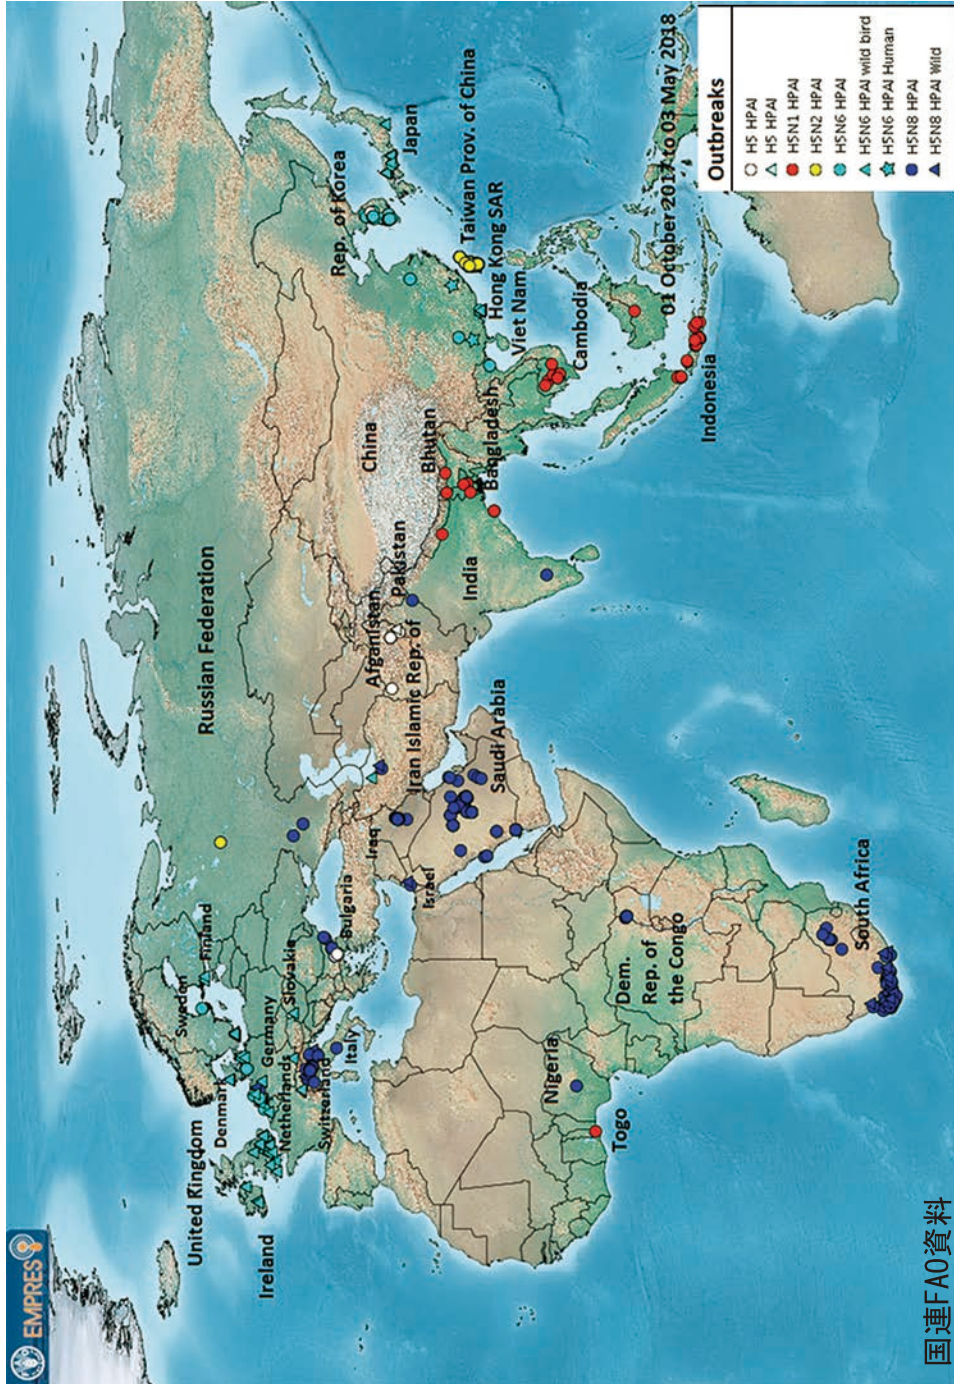 EMPRES
United Kingdom
Ireland
Denmark
Sweden
Finland
Netherlands
Germany
Switzerland
Slovakia
Italy
Bulgaria
Russian Federation
Israel
Iraq
Iran Islamic Rep. of
Saudi Arabia
Afganistan
Pakistan
India
China
Bhutan
Bangladesh
Rep. of Korea
Japan
Taiwan Prov. of China
Hong Kong SAR
Viet Nam
Cambodia
Indonesia
Nigeria
Togo
Dem.
Rep. of
the Congo
South Africa
01 October 2017 to 03 May 2018
Outbreaks
H5 HPAI
H5 HPAI
H5N1 HPAI
H5N2 HPAI
H5N6 HPAI
H5N6 HPAI wild bird
H5N6 HPAI Human
H5N8 HPAI
H5N8 HPAI Wild
国連FAO資料